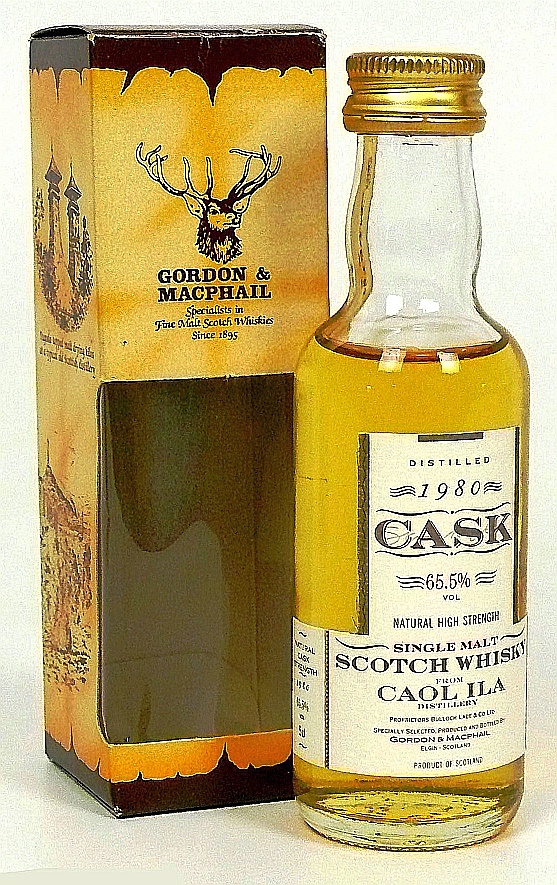 GORDON &
MACPHAIL
Specialists in
Fine Malt Scotch Whiskies
Since 1895
DISTILLED
1980
CASK
65.5%
VOL
NATURAL HIGH STRENGTH
SINGLE MALT
SCOTCH WHISKY
FROM
CAOL ILA
DISTILLERY
PROPRIETORS BULLOCH LADE & CO LTD
SPECIALLY SELECTED, PRODUCED AND BOTTLED BY
GORDON & MACPHAIL
ELGIN - SCOTLAND
PRODUCT OF SCOTLAND
NATURAL
CASK
STRENGTH
5cl